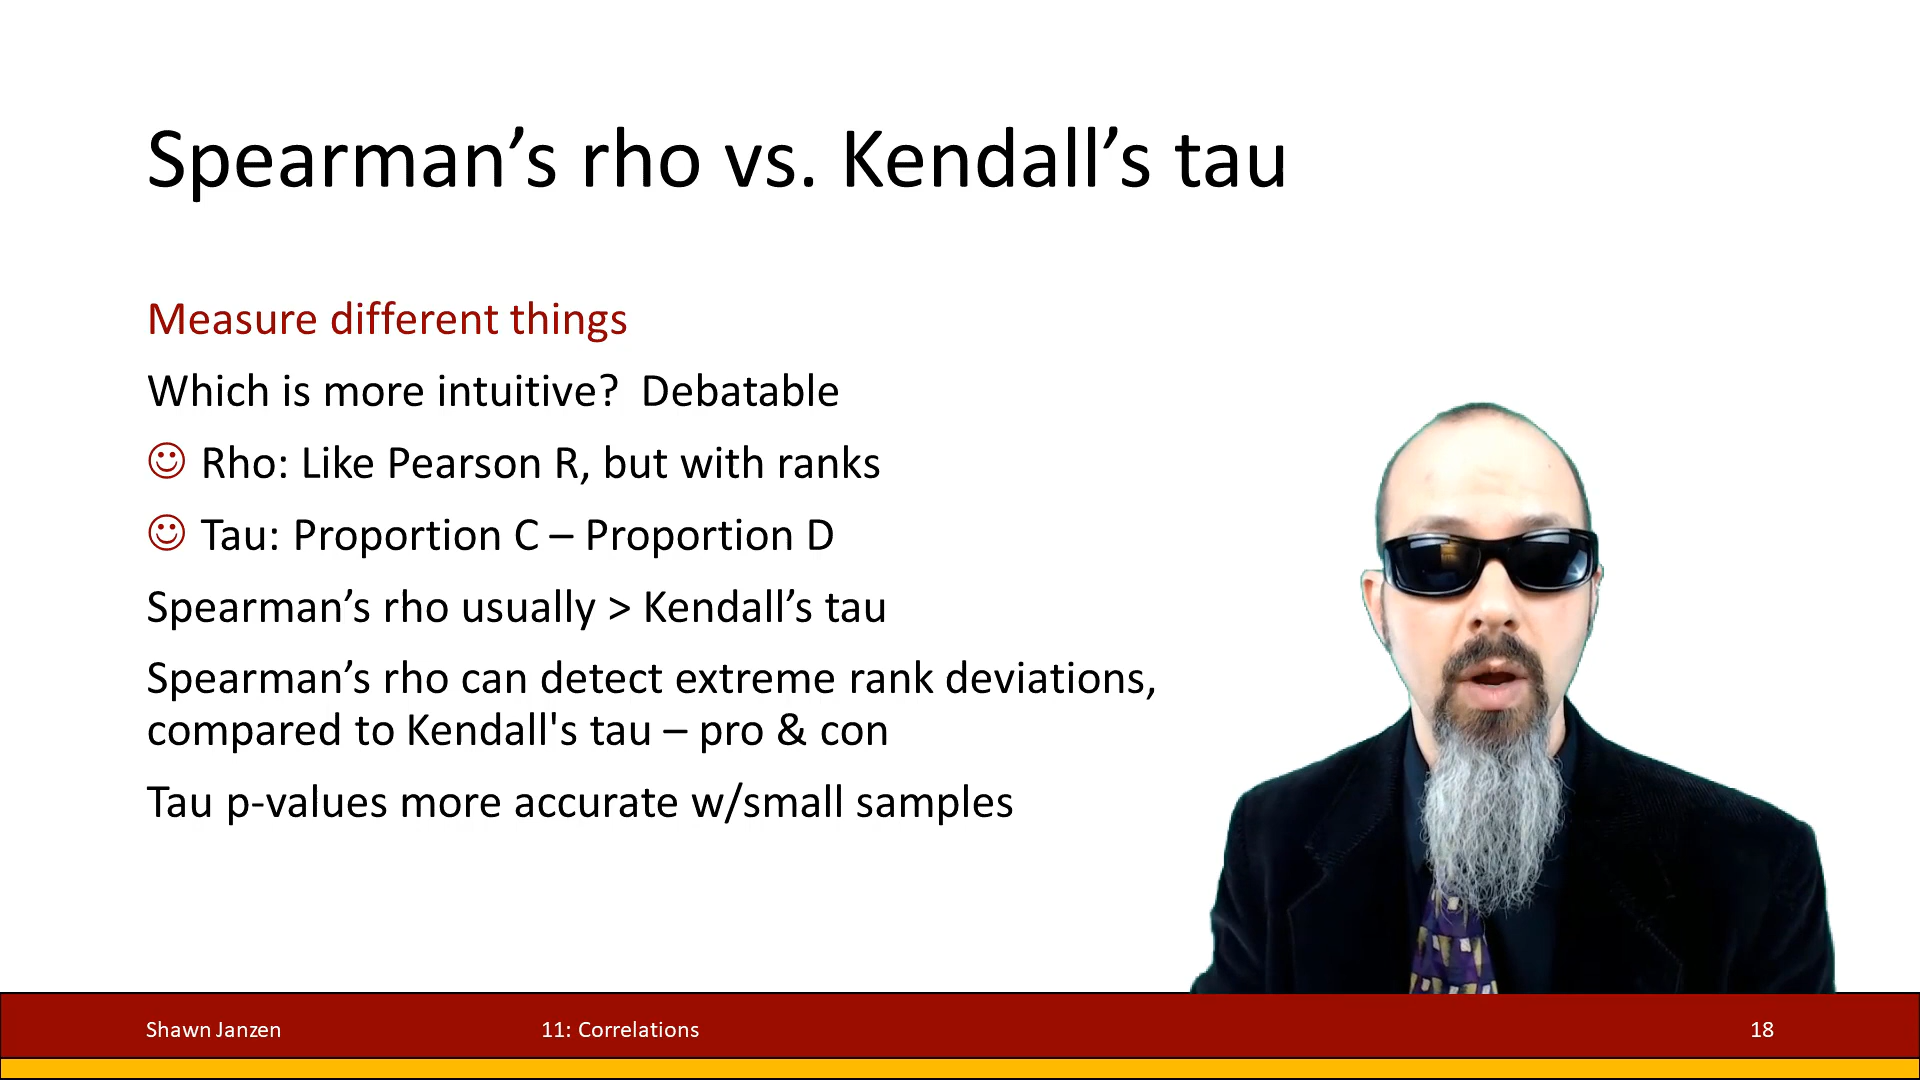 Spearman’s rho vs. Kendall’s tau
Measure different things
Which is more intuitive?  Debatable
☺ Rho: Like Pearson R, but with ranks
☺ Tau: Proportion C – Proportion D
Spearman’s rho usually > Kendall’s tau
Spearman’s rho can detect extreme rank deviations,
compared to Kendall's tau – pro & con
Tau p-values more accurate w/small samples
Shawn Janzen
11: Correlations
18